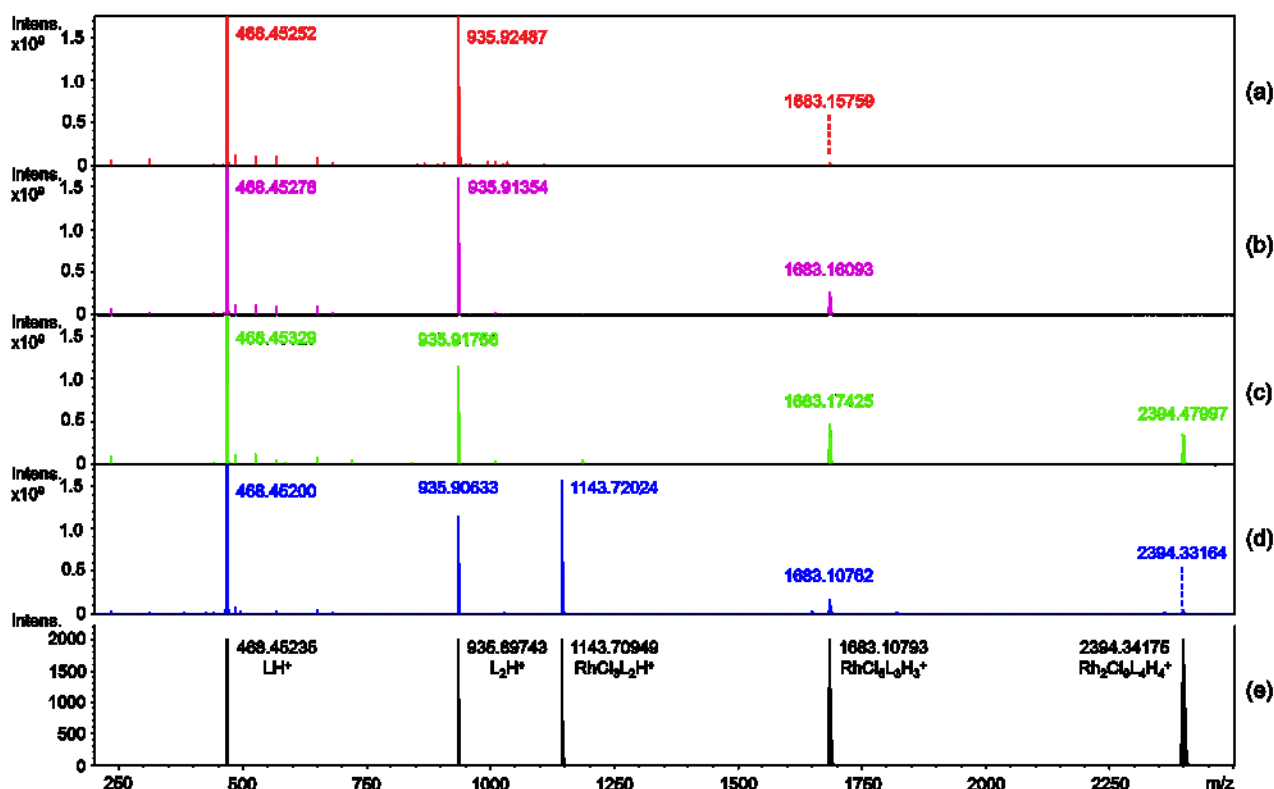 Intens.
x10⁹
1.5
1.0
0.5
0
468.45252
935.92487
1683.15759
(a)
Intens.
x10⁹
1.5
1.0
0.5
0
468.45276
935.91354
1683.16093
(b)
Intens.
x10⁹
1.5
1.0
0.5
0
468.45329
935.91766
1683.17425
2394.47997
(c)
Intens.
x10⁹
1.5
1.0
0.5
0
468.45200
935.90633
1143.72024
1683.10762
2394.33164
(d)
Intens.
2000
1500
1000
500
0
468.45235 935.89743 1143.70949 1683.10793 2394.34175
LH⁺ L₂H⁺ RhCl₃L₂H⁺ RhCl₆L₃H₃⁺ Rh₂Cl₉L₄H₄⁺
(e)
250 500 750 1000 1250 1500 1750 2000 2250 m/z